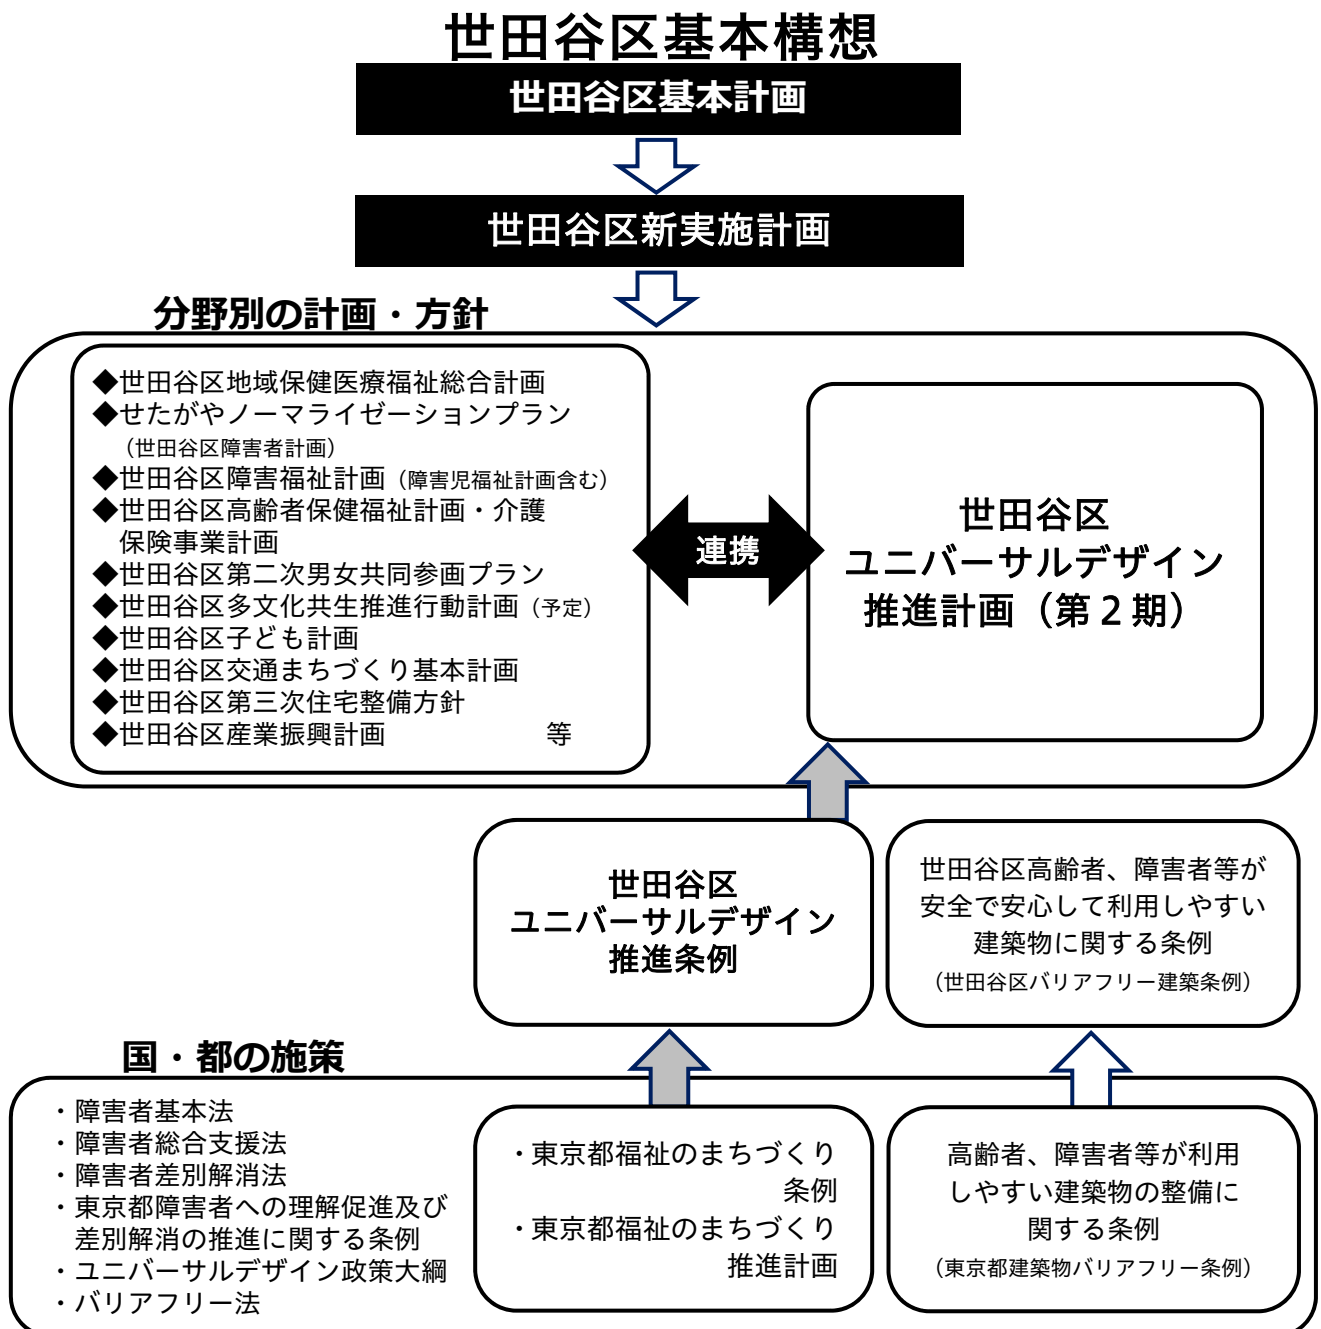 世田谷区基本構想
世田谷区基本計画
世田谷区新実施計画
分野別の計画・方針
◆世田谷区地域保健医療福祉総合計画
◆せたがやノーマライゼーションプラン
（世田谷区障害者計画）
◆世田谷区障害福祉計画（障害児福祉計画含む）
◆世田谷区高齢者保健福祉計画・介護
保険事業計画
◆世田谷区第二次男女共同参画プラン
◆世田谷区多文化共生推進行動計画（予定）
◆世田谷区子ども計画
◆世田谷区交通まちづくり基本計画
◆世田谷区第三次住宅整備方針
◆世田谷区産業振興計画　　　　　　等
連携
世田谷区
ユニバーサルデザイン
推進計画（第２期）
世田谷区
ユニバーサルデザイン
推進条例
世田谷区高齢者、障害者等が
安全で安心して利用しやすい
建築物に関する条例
（世田谷区バリアフリー建築条例）
国・都の施策
・障害者基本法
・障害者総合支援法
・障害者差別解消法
・東京都障害者への理解促進及び
差別解消の推進に関する条例
・ユニバーサルデザイン政策大綱
・バリアフリー法
・東京都福祉のまちづくり
条例
・東京都福祉のまちづくり
推進計画
高齢者、障害者等が利用
しやすい建築物の整備に
関する条例
（東京都建築物バリアフリー条例）